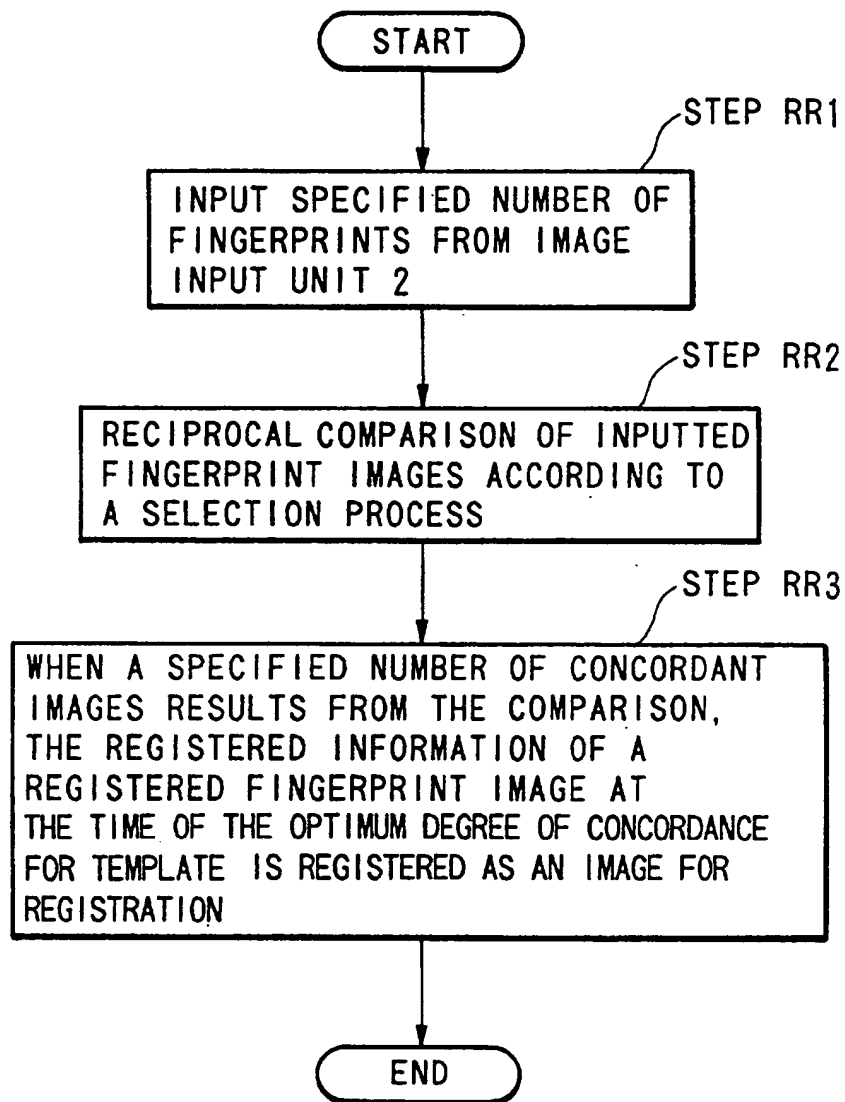 START
STEP RR1
INPUT SPECIFIED NUMBER OF
FINGERPRINTS FROM IMAGE
INPUT UNIT 2
STEP RR2
RECIPROCAL COMPARISON OF INPUTTED
FINGERPRINT IMAGES ACCORDING TO
A SELECTION PROCESS
STEP RR3
WHEN A SPECIFIED NUMBER OF CONCORDANT
IMAGES RESULTS FROM THE COMPARISON,
THE REGISTERED INFORMATION OF A
REGISTERED FINGERPRINT IMAGE AT
THE TIME OF THE OPTIMUM DEGREE OF CONCORDANCE
FOR TEMPLATE IS REGISTERED AS AN IMAGE FOR
REGISTRATION
END